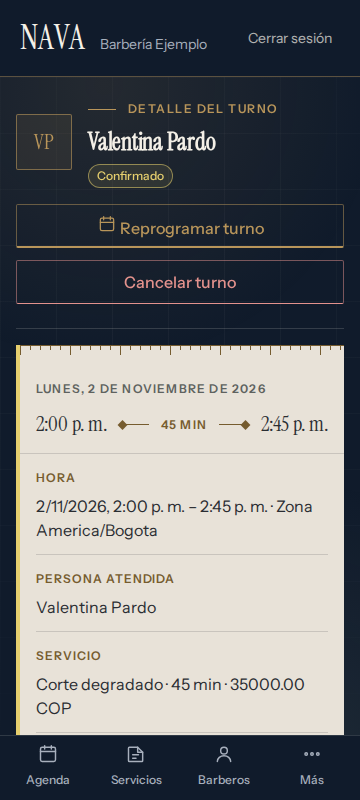 NAVA Barbería Ejemplo Cerrar sesión
DETALLE DEL TURNO
VP
Valentina Pardo
Confirmado
Reprogramar turno
Cancelar turno
LUNES, 2 DE NOVIEMBRE DE 2026
2:00 p. m. 45 MIN 2:45 p. m.
HORA
2/11/2026, 2:00 p. m. – 2:45 p. m. · Zona
America/Bogota
PERSONA ATENDIDA
Valentina Pardo
SERVICIO
Corte degradado · 45 min · 35000.00
COP
Agenda Servicios Barberos Más